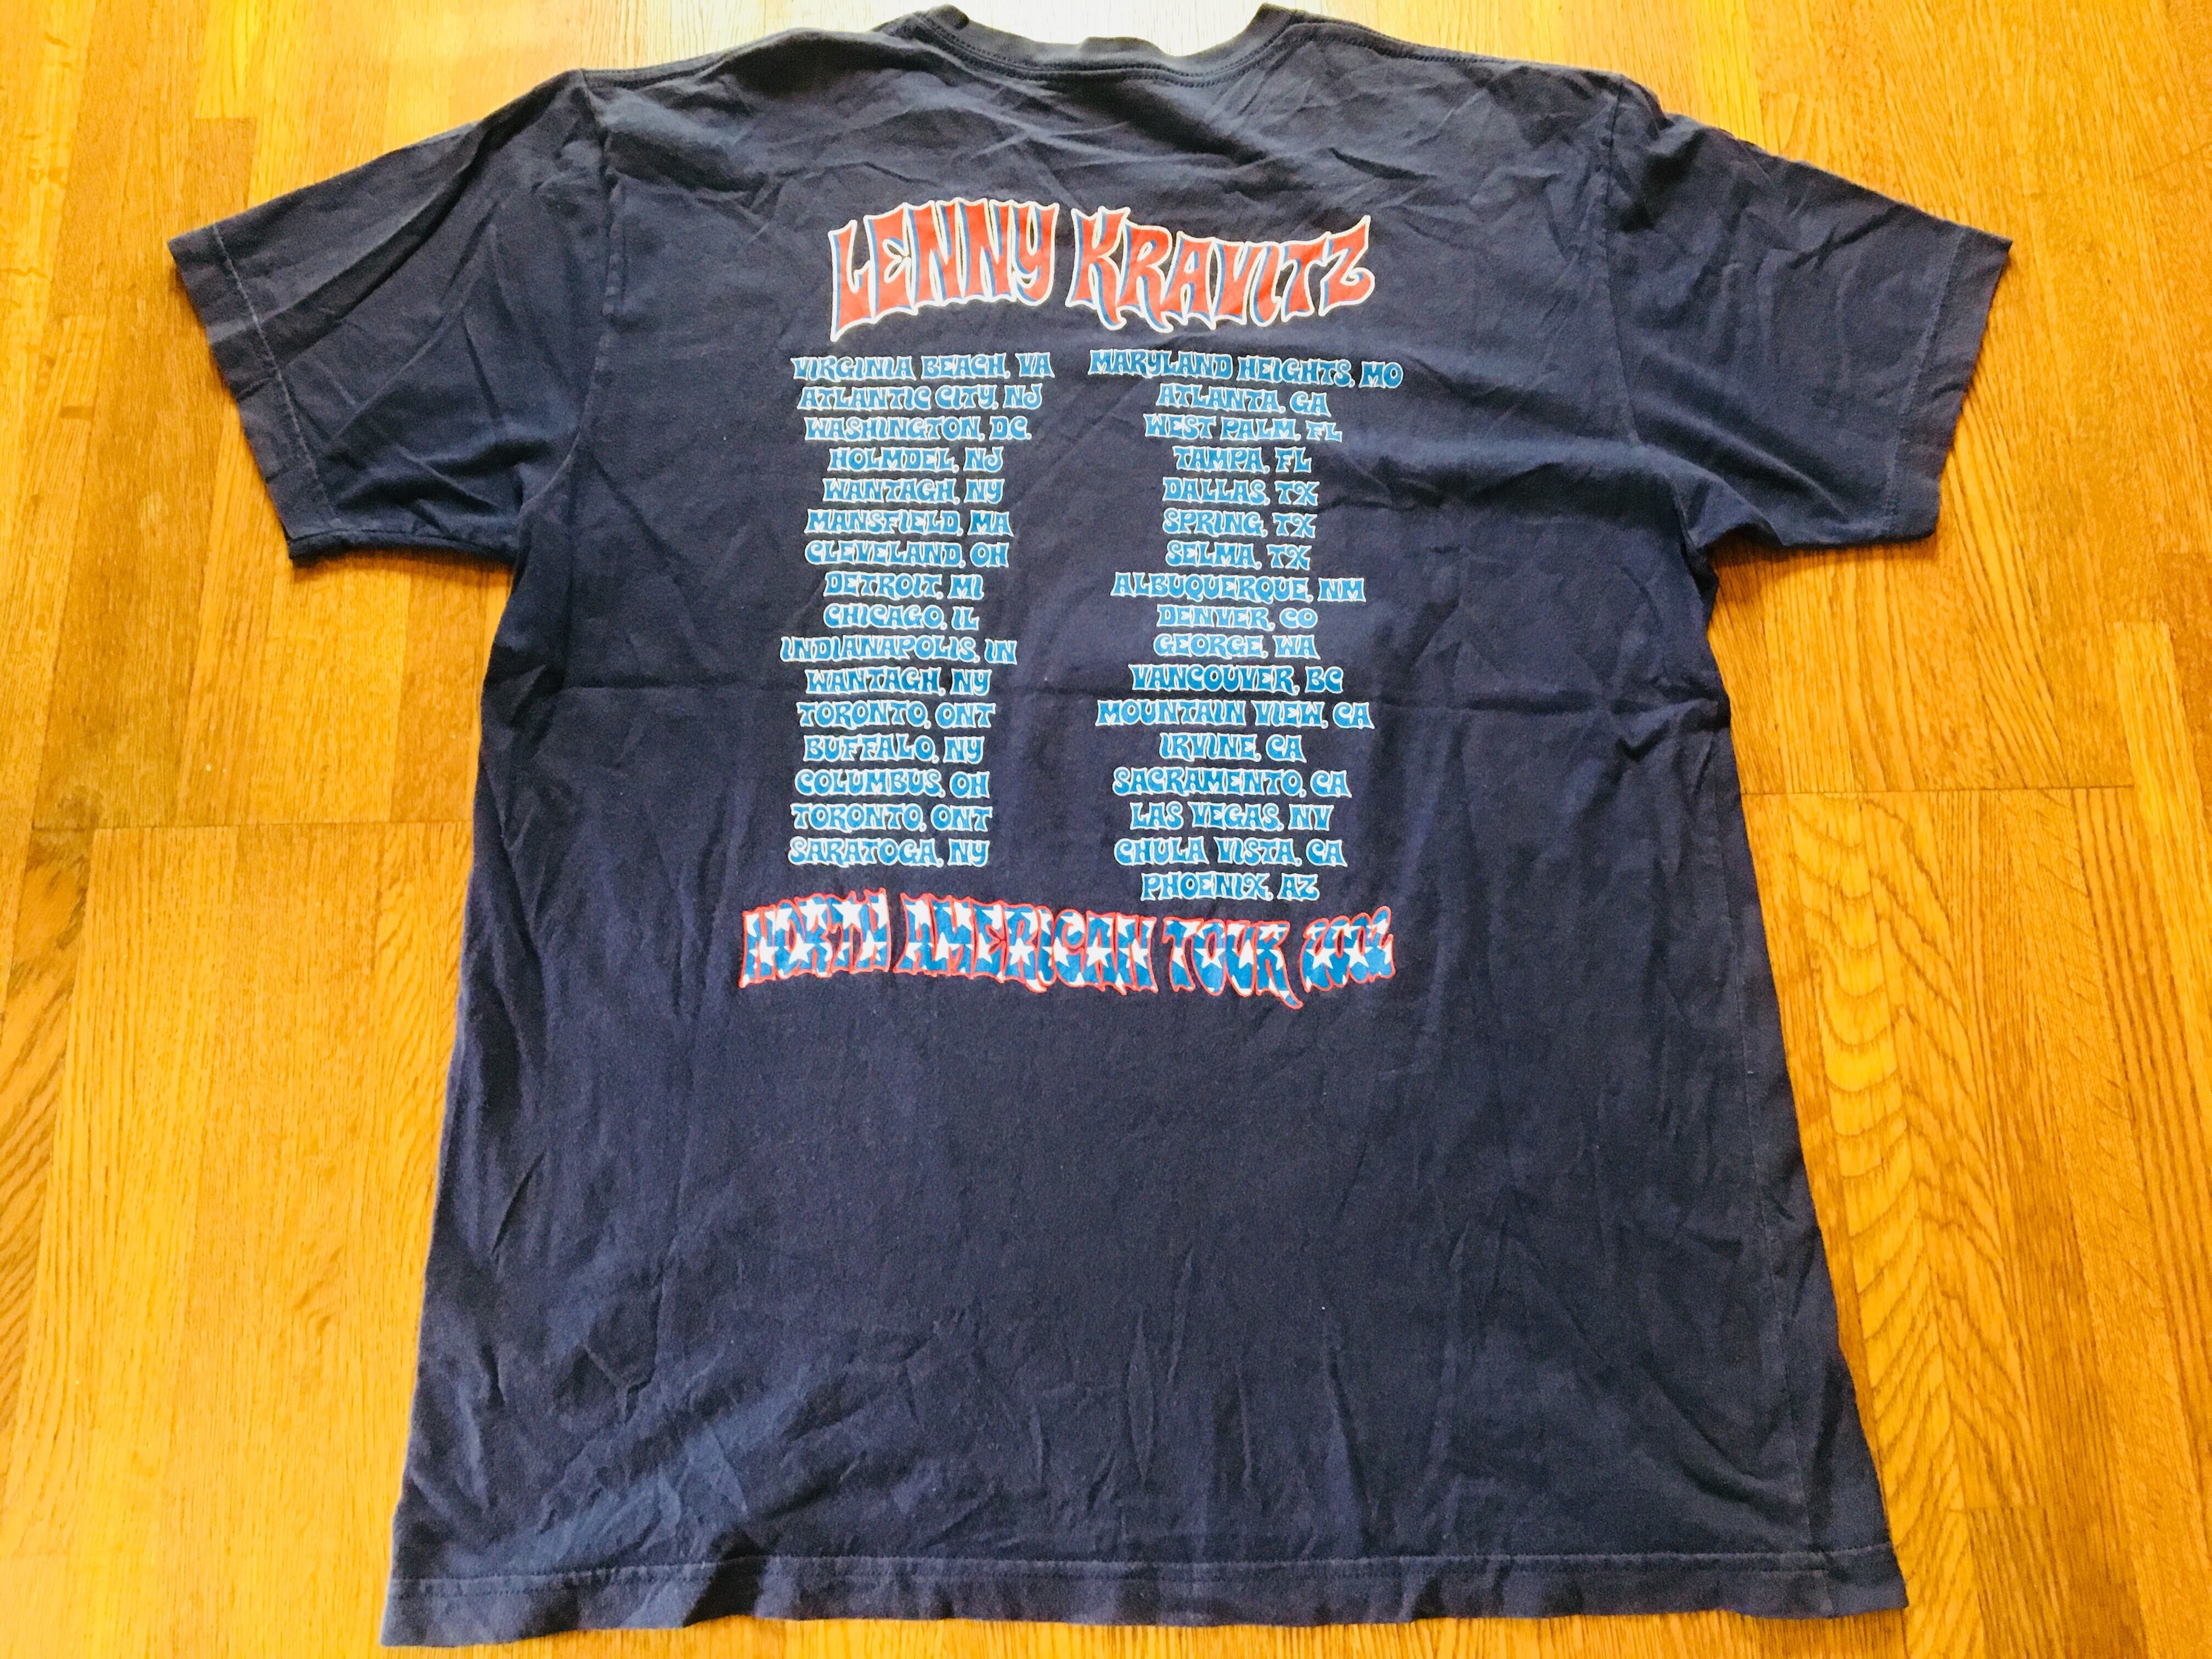 LENNY KRAVITZ
VIRGINIA BEACH, VA
ATLANTIC CITY, NJ
WASHINGTON, DC.
HOLMDEL, NJ
WANTAGH, NY
MANSFIELD, MA
CLEVELAND, OH
DETROIT, MI
CHICAGO, IL
INDIANAPOLIS, IN
WANTAGH, NY
TORONTO, ONT
BUFFALO, NY
COLUMBUS, OH
TORONTO, ONT
SARATOGA, NY
MARYLAND HEIGHTS, MO
ATLANTA, GA
WEST PALM, FL
TAMPA, FL
DALLAS, TX
SPRING, TX
SELMA, TX
ALBUQUERQUE, NM
DENVER, CO
GEORGE, WA
VANCOUVER, BC
MOUNTAIN VIEW, CA
IRVINE, CA
SACRAMENTO, CA
LAS VEGAS, NV
CHULA VISTA, CA
PHOENIX, AZ
NORTH AMERICAN TOUR 2002